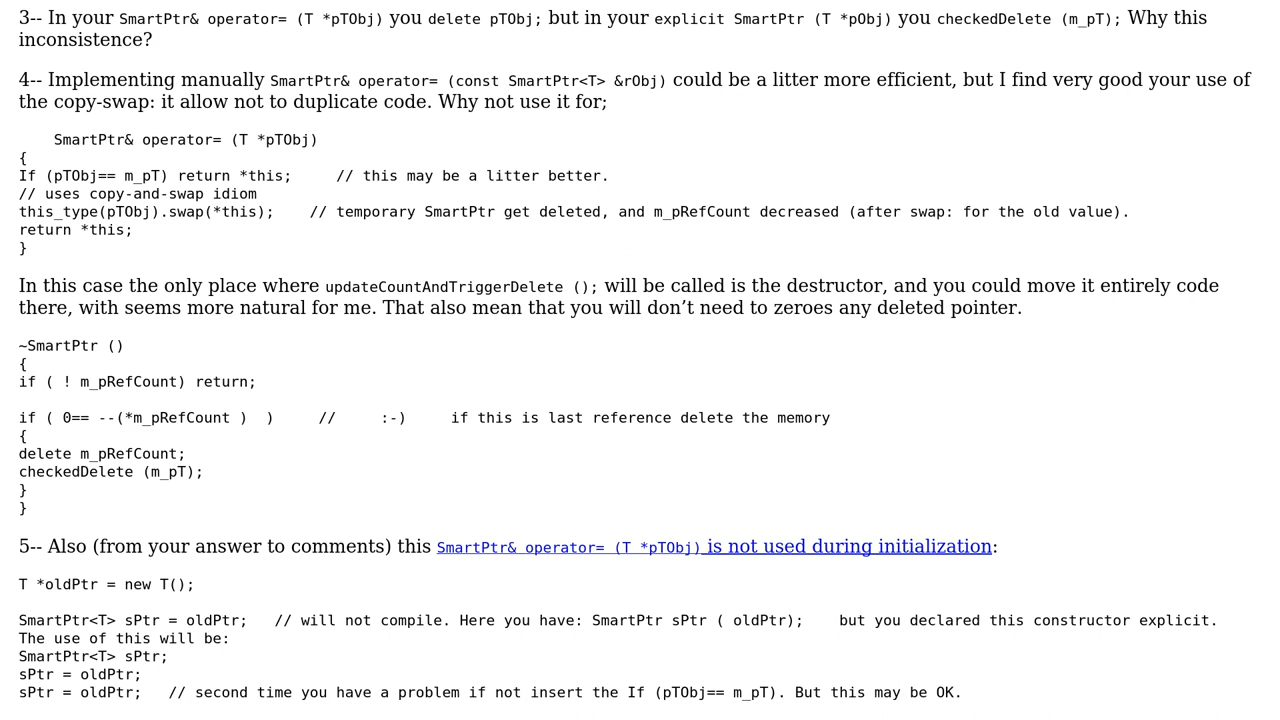 3-- In your SmartPtr& operator= (T *pTObj) you delete pTObj; but in your explicit SmartPtr (T *pObj) you checkedDelete (m_pT); Why this
inconsistence?
4-- Implementing manually SmartPtr& operator= (const SmartPtr<T> &rObj) could be a litter more efficient, but I find very good your use of
the copy-swap: it allow not to duplicate code. Why not use it for;
SmartPtr& operator= (T *pTObj)
{
If (pTObj== m_pT) return *this;     // this may be a litter better.
// uses copy-and-swap idiom
this_type(pTObj).swap(*this);    // temporary SmartPtr get deleted, and m_pRefCount decreased (after swap: for the old value).
return *this;
}
In this case the only place where updateCountAndTriggerDelete (); will be called is the destructor, and you could move it entirely code
there, with seems more natural for me. That also mean that you will don’t need to zeroes any deleted pointer.
~SmartPtr ()
{
if ( ! m_pRefCount) return;
if ( 0== --(*m_pRefCount )  )     //     :-)     if this is last reference delete the memory
{
delete m_pRefCount;
checkedDelete (m_pT);
}
}
5-- Also (from your answer to comments) this SmartPtr& operator= (T *pTObj) is not used during initialization:
T *oldPtr = new T();
SmartPtr<T> sPtr = oldPtr;   // will not compile. Here you have: SmartPtr sPtr ( oldPtr);    but you declared this constructor explicit.
The use of this will be:
SmartPtr<T> sPtr;
sPtr = oldPtr;
sPtr = oldPtr;   // second time you have a problem if not insert the If (pTObj== m_pT). But this may be OK.